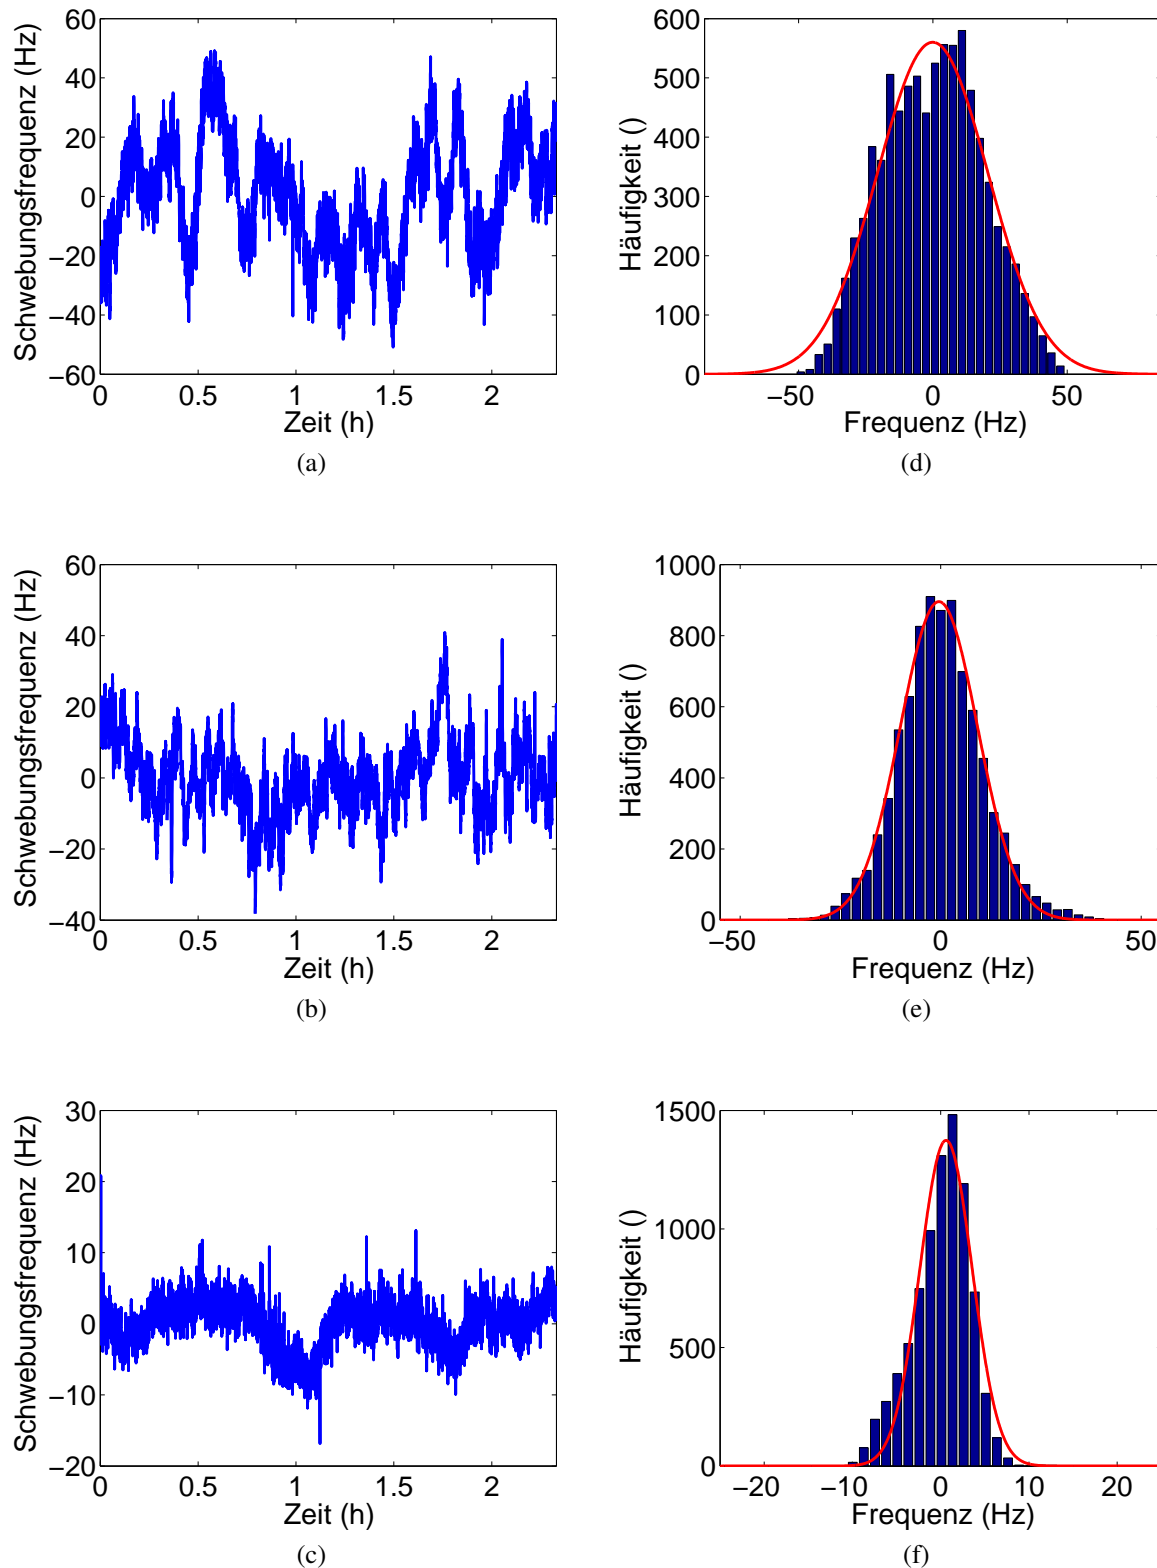 60
40
20
0
−20
−40
−60
0 0.5 1 1.5 2
Schwebungsfrequenz (Hz)
Zeit (h)
(a)
600
500
400
300
200
100
0
−50 0 50
Häufigkeit ()
Frequenz (Hz)
(d)
60
40
20
0
−20
−40
0 0.5 1 1.5 2
Schwebungsfrequenz (Hz)
Zeit (h)
(b)
1000
800
600
400
200
0
−50 0 50
Häufigkeit ()
Frequenz (Hz)
(e)
30
20
10
0
−10
−20
0 0.5 1 1.5 2
Schwebungsfrequenz (Hz)
Zeit (h)
(c)
1500
1000
500
0
−20 −10 0 10 20
Häufigkeit ()
Frequenz (Hz)
(f)